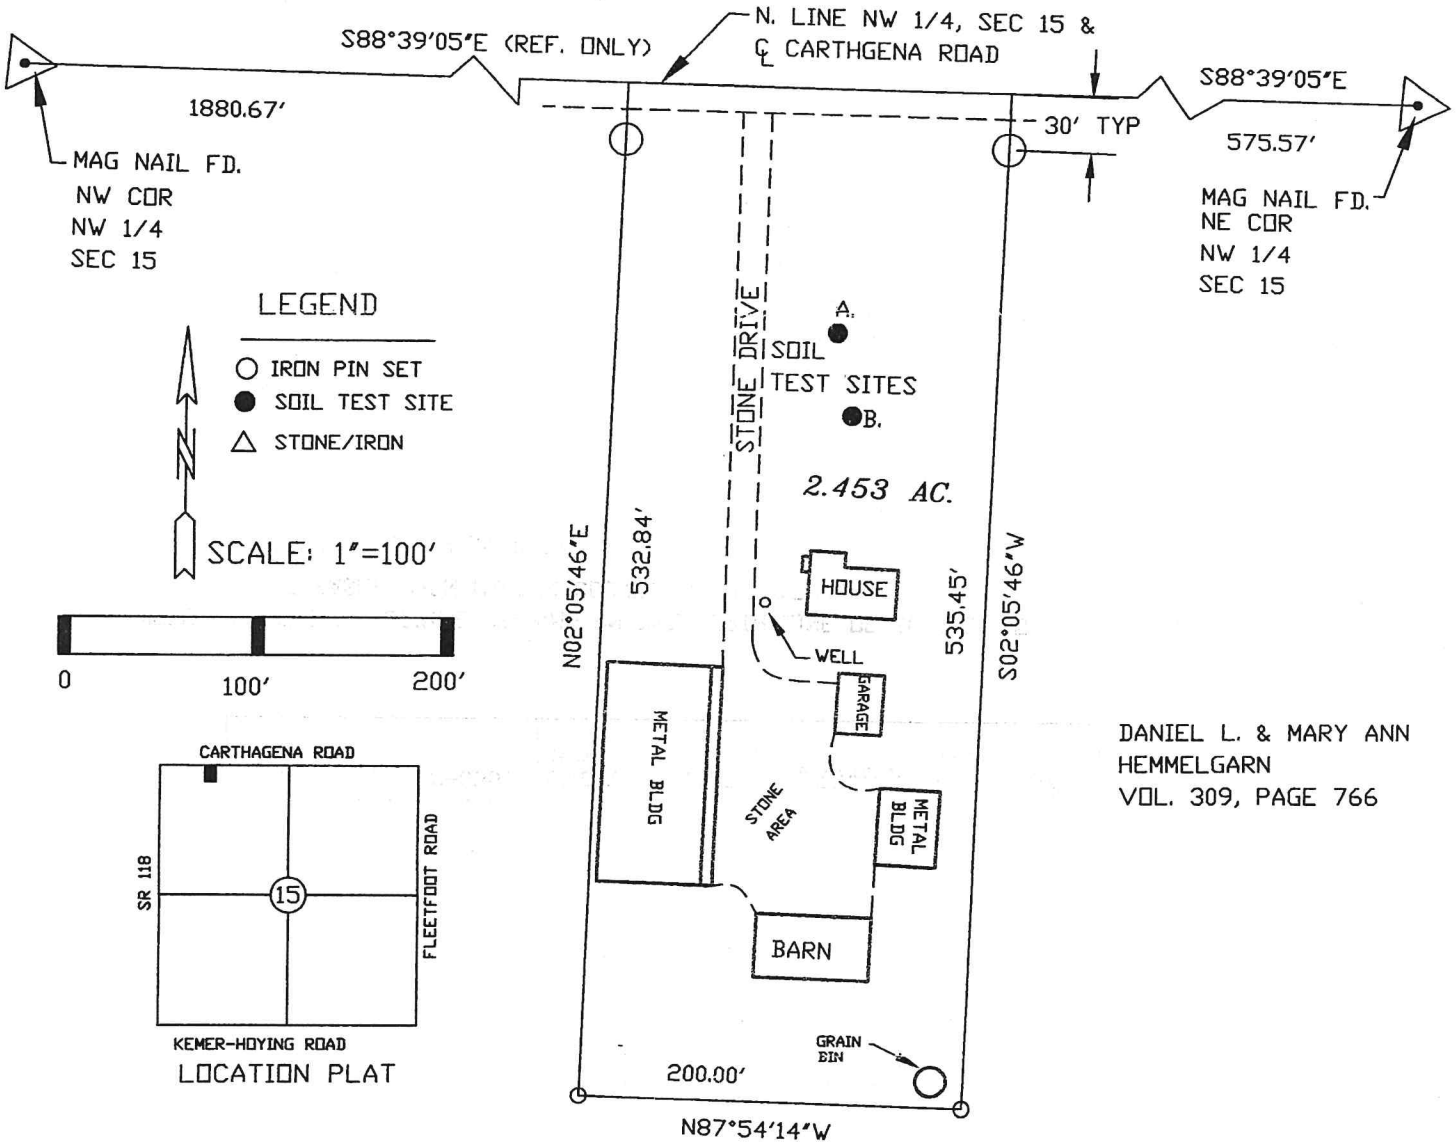 N. LINE NW 1/4, SEC 15 &
℄ CARTHGENA ROAD
S88°39'05"E (REF. ONLY)
1880.67'
S88°39'05"E
30' TYP
575.57'
MAG NAIL FD.
NW COR
NW 1/4
SEC 15
MAG NAIL FD.
NE COR
NW 1/4
SEC 15
LEGEND
IRON PIN SET
SOIL TEST SITE
STONE/IRON
N
SCALE: 1"=100'
0 100' 200'
STONE DRIVE
A.
SOIL
TEST SITES
B.
2.453 AC.
N02°05'46"E
532.84'
HOUSE
535.45'
S02°05'46"W
WELL
GARAGE
METAL BLDG
STONE
AREA
METAL
BLDG
BARN
GRAIN
BIN
200.00'
N87°54'14"W
DANIEL L. & MARY ANN
HEMMELGARN
VOL. 309, PAGE 766
CARTHAGENA ROAD
SR 118
15
FLEETFOOT ROAD
KEMER-HOYING ROAD
LOCATION PLAT